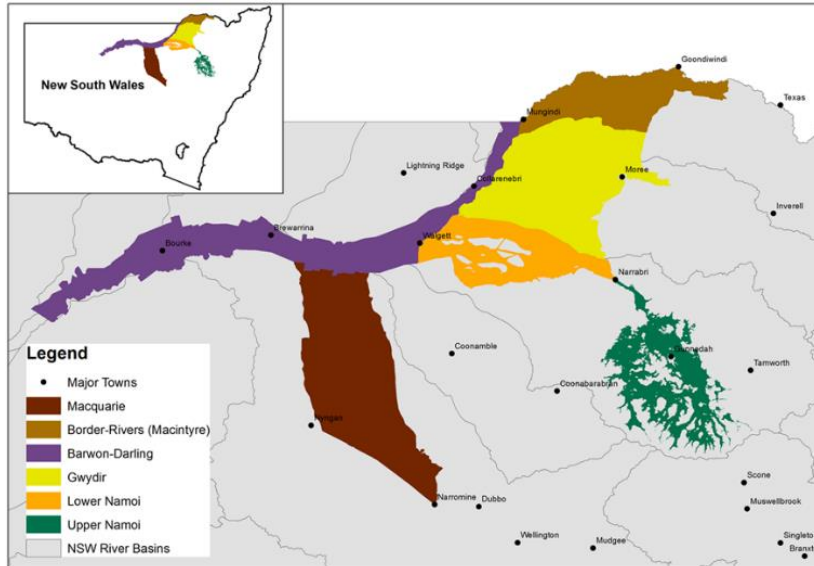 New South Wales
Goondiwindi
Texas
Mungindi
Lightning Ridge
Collarenebri
Moree
Inverell
Brewarrina
Walgett
Bourke
Narrabri
Coonamble
Gunnedah
Tamworth
Coonabarabran
Nyngan
Scone
Narromine
Dubbo
Muswellbrook
Wellington
Mudgee
Singleto
Branxt
Legend
Major Towns
Macquarie
Border-Rivers (Macintyre)
Barwon-Darling
Gwydir
Lower Namoi
Upper Namoi
NSW River Basins